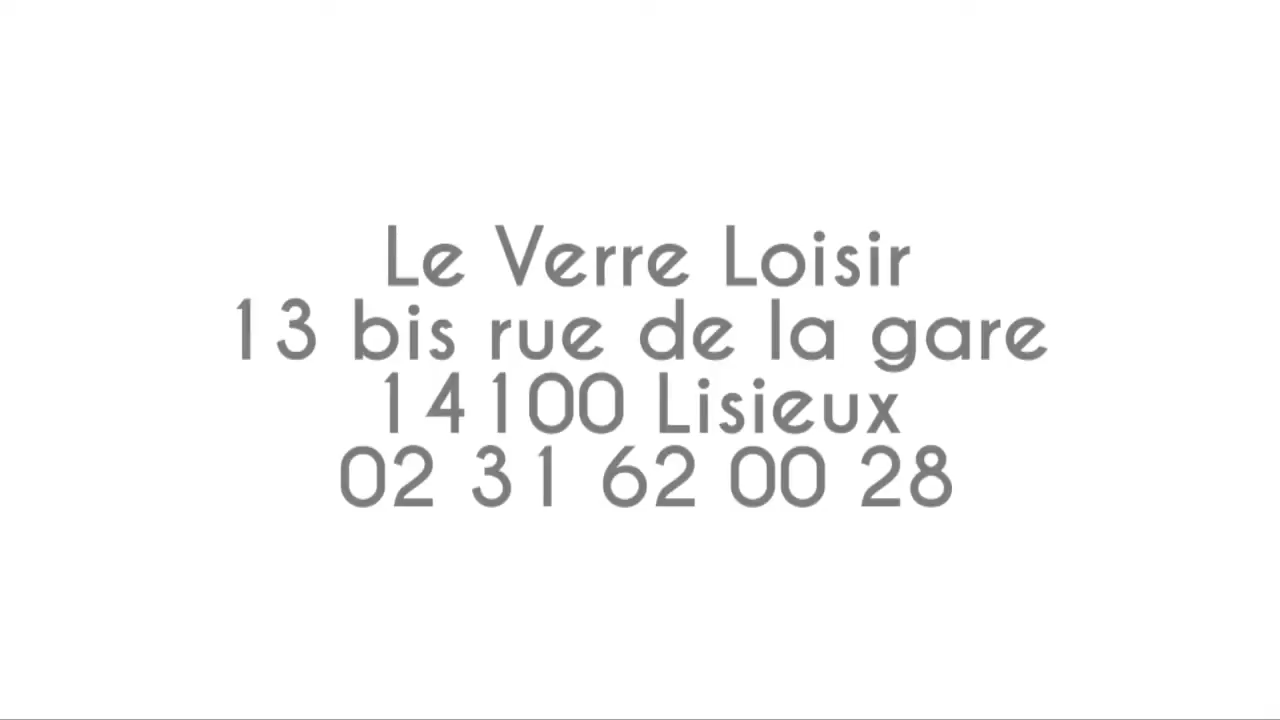 Le Verre Loisir
13 bis rue de la gare
14100 Lisieux
02 31 62 00 28